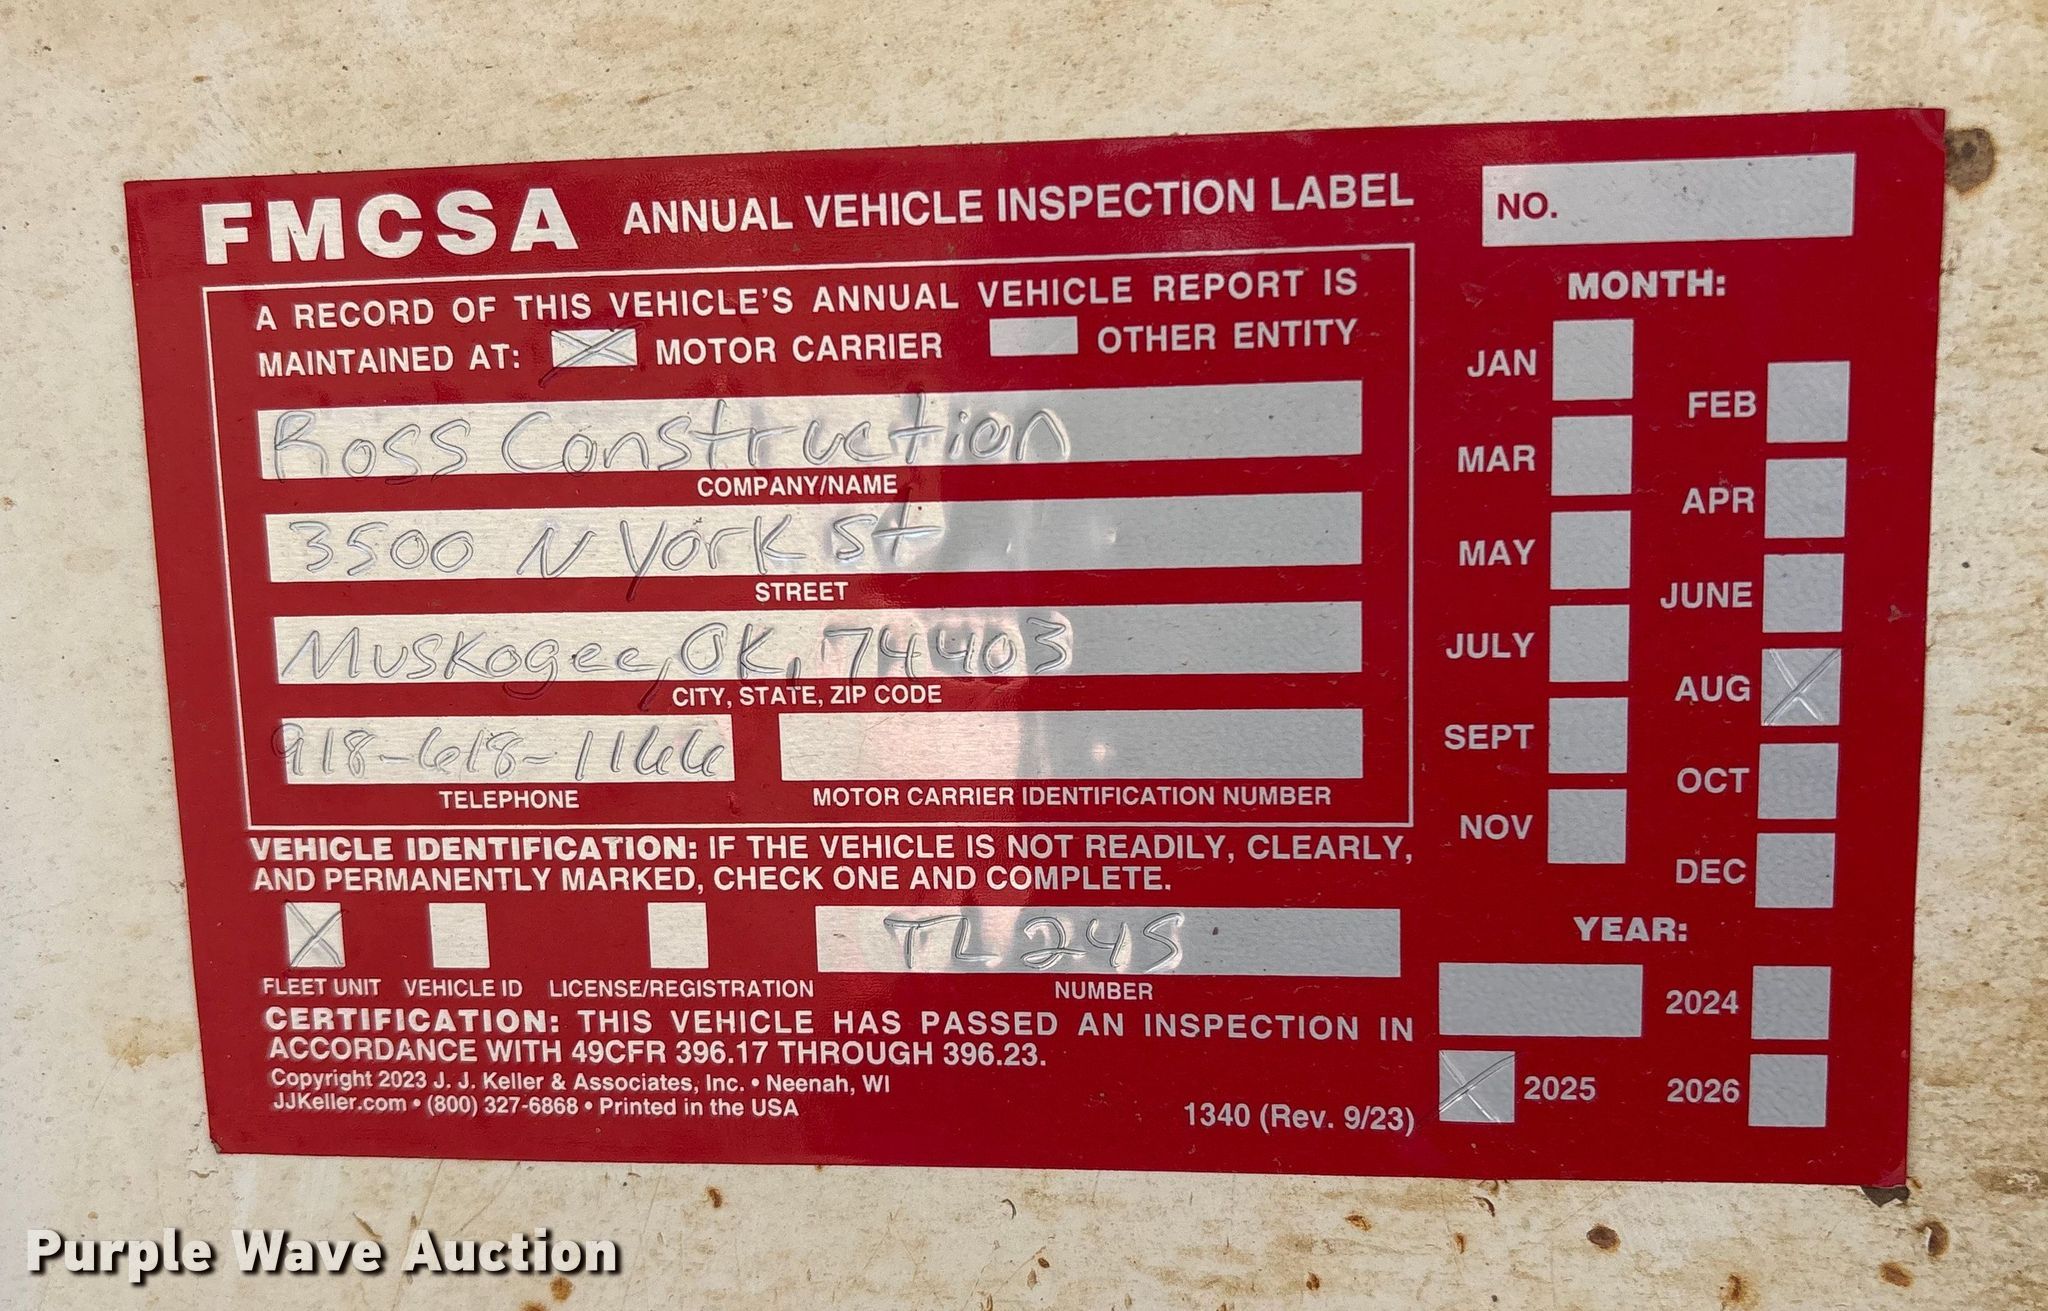 FMCSA ANNUAL VEHICLE INSPECTION LABEL
NO.
A RECORD OF THIS VEHICLE'S ANNUAL VEHICLE REPORT IS
MAINTAINED AT: MOTOR CARRIER OTHER ENTITY
Ross Construction
COMPANY/NAME
3500 N York St
STREET
Muskogee, OK, 74403
CITY, STATE, ZIP CODE
918-618-1166
TELEPHONE
MOTOR CARRIER IDENTIFICATION NUMBER
VEHICLE IDENTIFICATION: IF THE VEHICLE IS NOT READILY, CLEARLY,
AND PERMANENTLY MARKED, CHECK ONE AND COMPLETE.
TL245
FLEET UNIT VEHICLE ID LICENSE/REGISTRATION NUMBER
CERTIFICATION: THIS VEHICLE HAS PASSED AN INSPECTION IN
ACCORDANCE WITH 49CFR 396.17 THROUGH 396.23.
Copyright 2023 J. J. Keller & Associates, Inc. • Neenah, WI
JJKeller.com • (800) 327-6868 • Printed in the USA
1340 (Rev. 9/23)
MONTH:
JAN
FEB
MAR
APR
MAY
JUNE
JULY
AUG
SEPT
OCT
NOV
DEC
YEAR:
2024
2025
2026
Purple Wave Auction